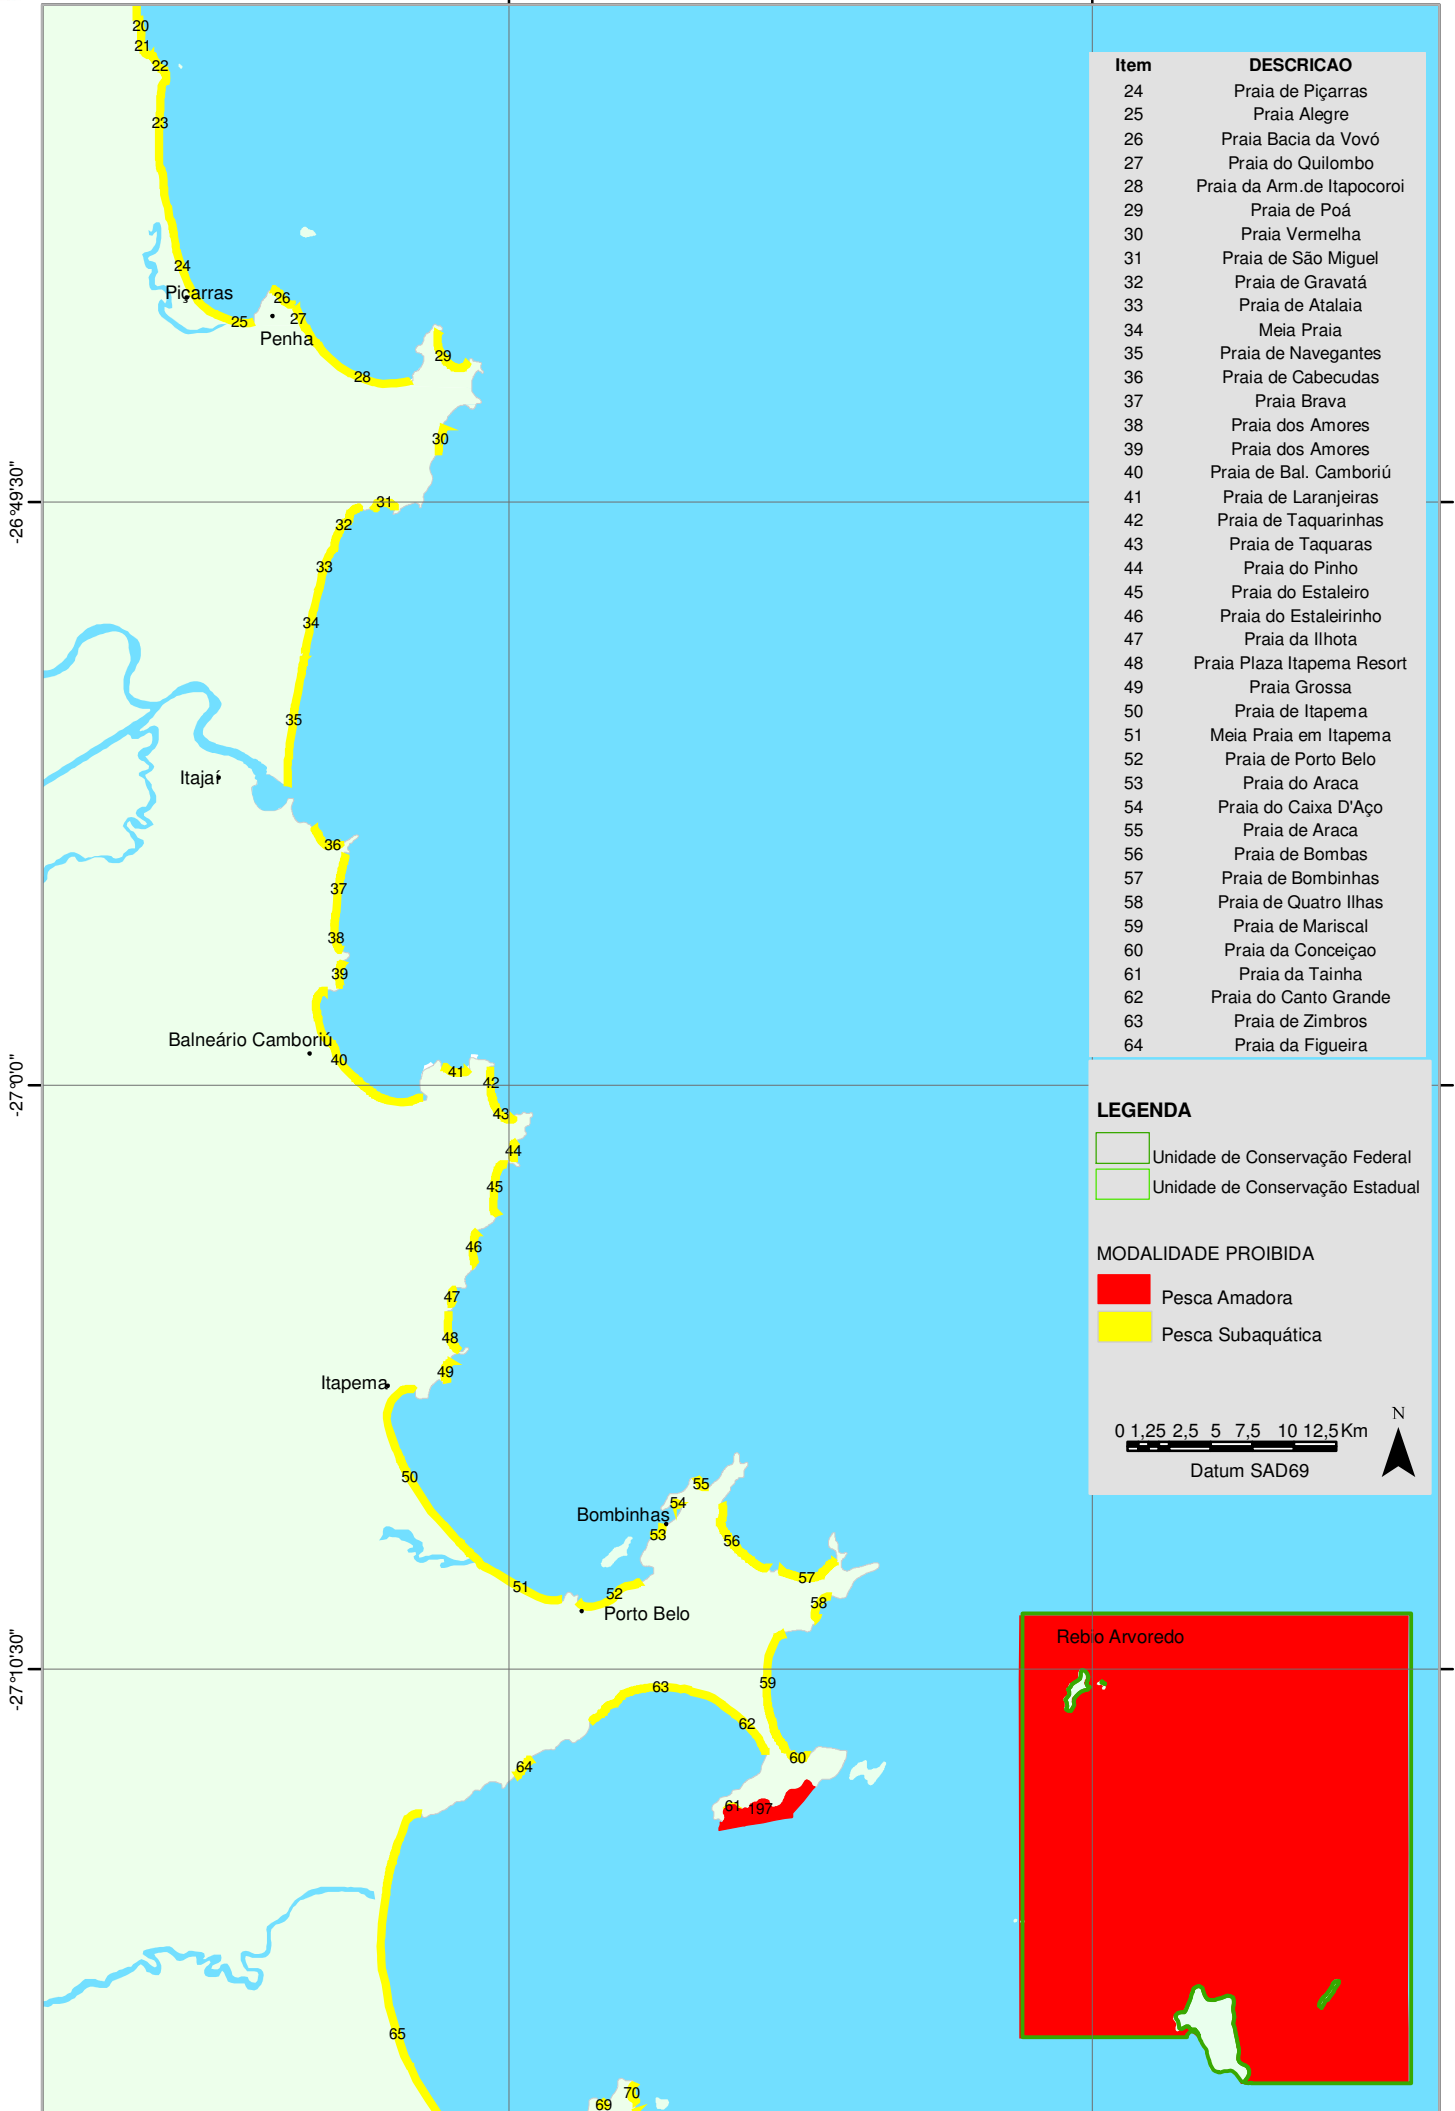 Item DESCRICAO
24 Praia de Piçarras
25 Praia Alegre
26 Praia Bacia da Vovó
27 Praia do Quilombo
28 Praia da Arm.de Itapocoroi
29 Praia de Poá
30 Praia Vermelha
31 Praia de São Miguel
32 Praia de Gravatá
33 Praia de Atalaia
34 Meia Praia
35 Praia de Navegantes
36 Praia de Cabecudas
37 Praia Brava
38 Praia dos Amores
39 Praia dos Amores
40 Praia de Bal. Camboriú
41 Praia de Laranjeiras
42 Praia de Taquarinhas
43 Praia de Taquaras
44 Praia do Pinho
45 Praia do Estaleiro
46 Praia do Estaleirinho
47 Praia da Ilhota
48 Praia Plaza Itapema Resort
49 Praia Grossa
50 Praia de Itapema
51 Meia Praia em Itapema
52 Praia de Porto Belo
53 Praia do Araca
54 Praia do Caixa D'Aço
55 Praia de Araca
56 Praia de Bombas
57 Praia de Bombinhas
58 Praia de Quatro Ilhas
59 Praia de Mariscal
60 Praia da Conceiçao
61 Praia da Tainha
62 Praia do Canto Grande
63 Praia de Zimbros
64 Praia da Figueira
LEGENDA
Unidade de Conservação Federal
Unidade de Conservação Estadual
MODALIDADE PROIBIDA
Pesca Amadora
Pesca Subaquática
N
0 1,25 2,5 5 7,5 10 12,5 Km
Datum SAD69
20
21
22
23
24
Piçarras
25
26
27
Penha
28
29
30
-26°49'30"
31
32
33
34
35
Itajaí
36
37
38
39
Balneário Camboriú
40
-27°0'0"
41
42
43
44
45
46
47
48
49
Itapema
50
51
52
Porto Belo
Bombinhas
53
54
55
56
57
58
-27°10'30"
59
60
61
197
62
63
64
65
69
70
Rebio Arvoredo